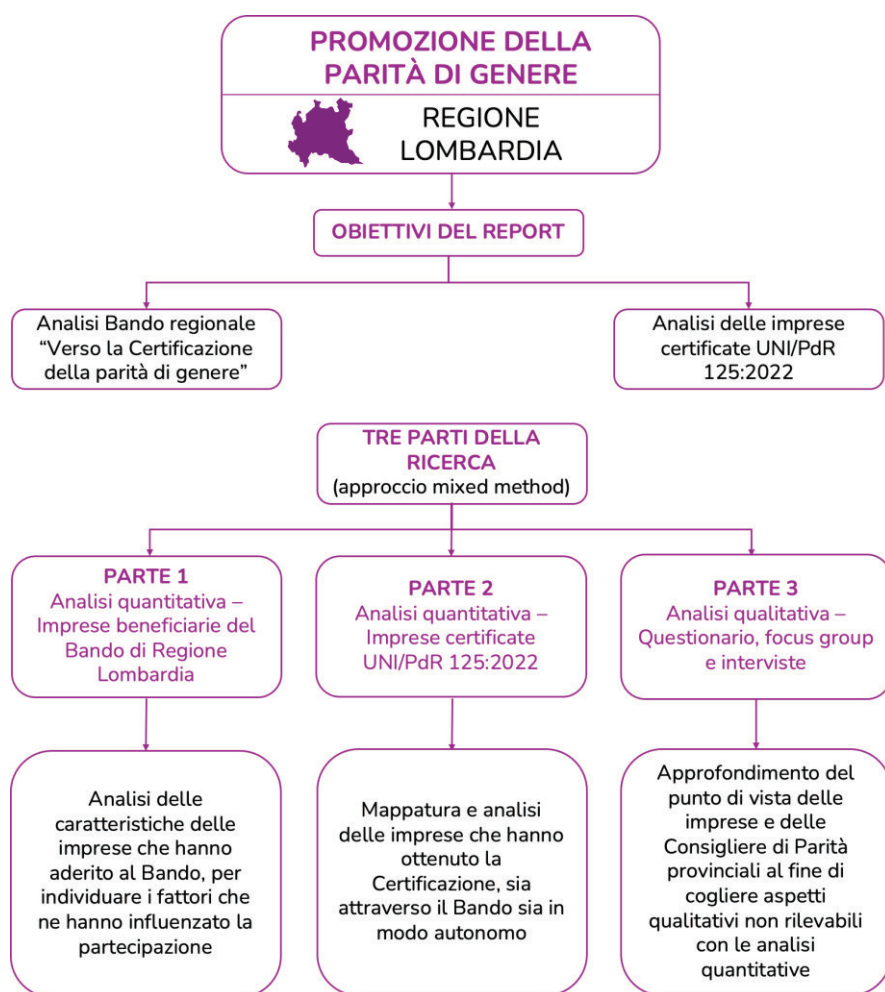 PROMOZIONE DELLA
PARITÀ DI GENERE
REGIONE
LOMBARDIA
OBIETTIVI DEL REPORT
Analisi Bando regionale
“Verso la Certificazione
della parità di genere”
Analisi delle imprese
certificate UNI/PdR
125:2022
TRE PARTI DELLA
RICERCA
(approccio mixed method)
PARTE 1
Analisi quantitativa –
Imprese beneficiarie del
Bando di Regione
Lombardia
PARTE 2
Analisi quantitativa –
Imprese certificate
UNI/PdR 125:2022
PARTE 3
Analisi qualitativa –
Questionario, focus group
e interviste
Analisi delle
caratteristiche delle
imprese che hanno
aderito al Bando, per
individuare i fattori che
ne hanno influenzato la
partecipazione
Mappatura e analisi
delle imprese che hanno
ottenuto la
Certificazione, sia
attraverso il Bando sia in
modo autonomo
Approfondimento del
punto di vista delle
imprese e delle
Consigliere di Parità
provinciali al fine di
cogliere aspetti
qualitativi non rilevabili
con le analisi
quantitative